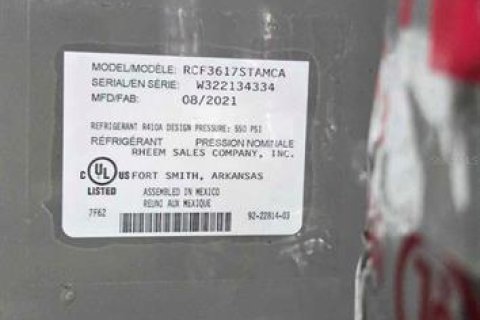 MODEL/MODÈLE: RCF3617STAMCA
SERIAL/EN SÉRIE: W322134334
MFD/FAB: 08/2021
REFRIGERANT R410A DESIGN PRESSURE: 550 PSI
RÉFRIGÉRANT PRESSION NOMINALE
RHEEM SALES COMPANY, INC.
C UL US FORT SMITH, ARKANSAS
LISTED ASSEMBLED IN MEXICO
REUNI AUX MEXIQUE
7F62 92-22814-03